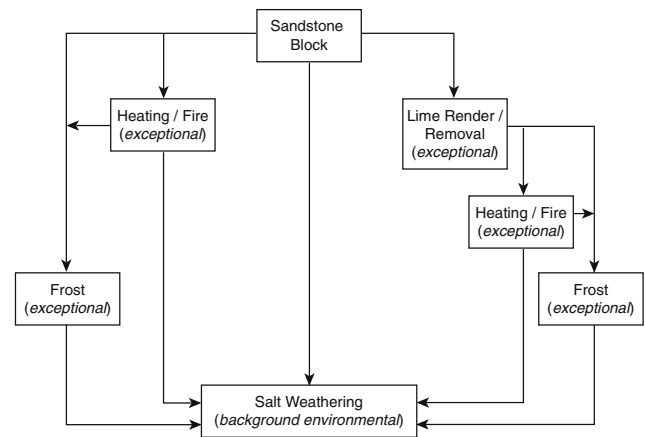 Sandstone
Block
Heating / Fire
(exceptional)
Lime Render /
Removal
(exceptional)
Heating / Fire
(exceptional)
Frost
(exceptional)
Frost
(exceptional)
Salt Weathering
(background environmental)